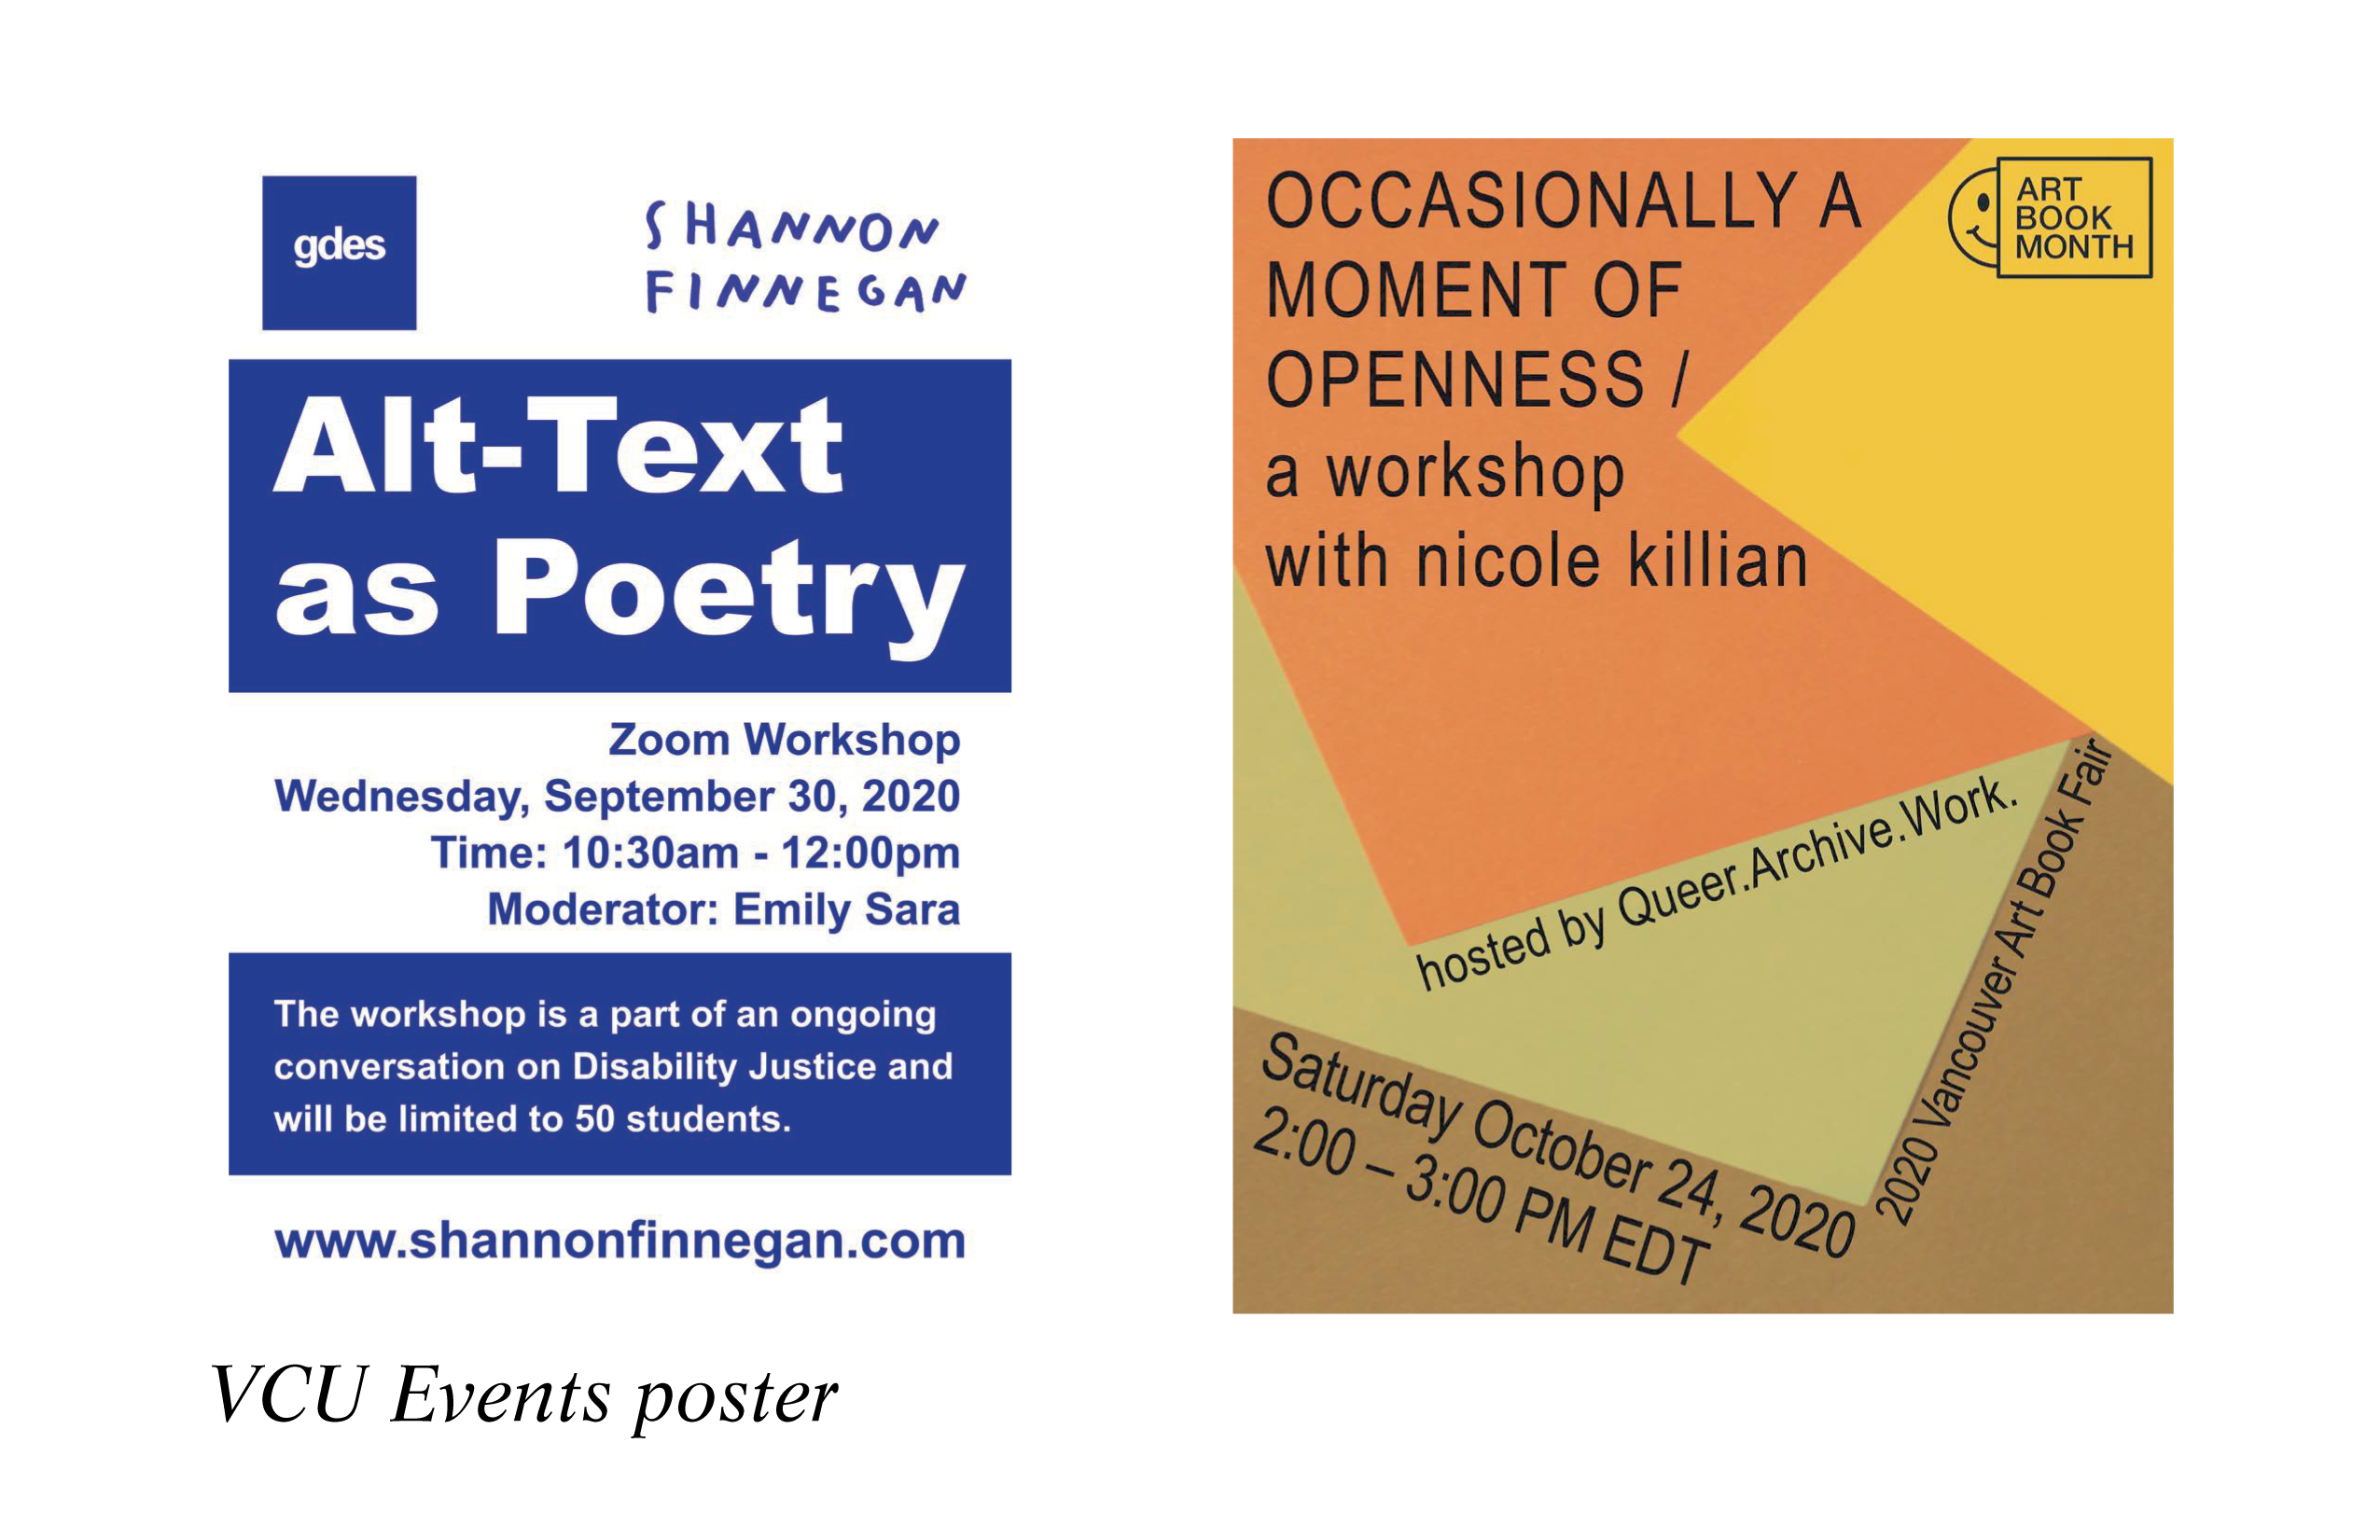 gdes
SHANNON
FINNEGAN
Alt-Text
as Poetry
Zoom Workshop
Wednesday, September 30, 2020
Time: 10:30am - 12:00pm
Moderator: Emily Sara
The workshop is a part of an ongoing
conversation on Disability Justice and
will be limited to 50 students.
www.shannonfinnegan.com
VCU Events poster
OCCASIONALLY A
MOMENT OF
OPENNESS /
a workshop
with nicole killian
ART
BOOK
MONTH
hosted by Queer.Archive.Work.
2020 Vancouver Art Book Fair
Saturday October 24, 2020
2:00 – 3:00 PM EDT